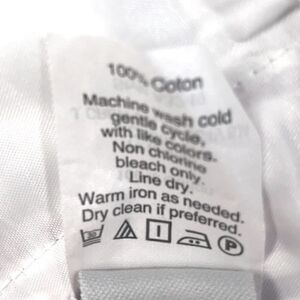 100% Coton
Machine wash cold
gentle cycle,
with like colors.
Non chlorine
bleach only.
Line dry.
Warm iron as needed.
Dry clean if preferred.
P